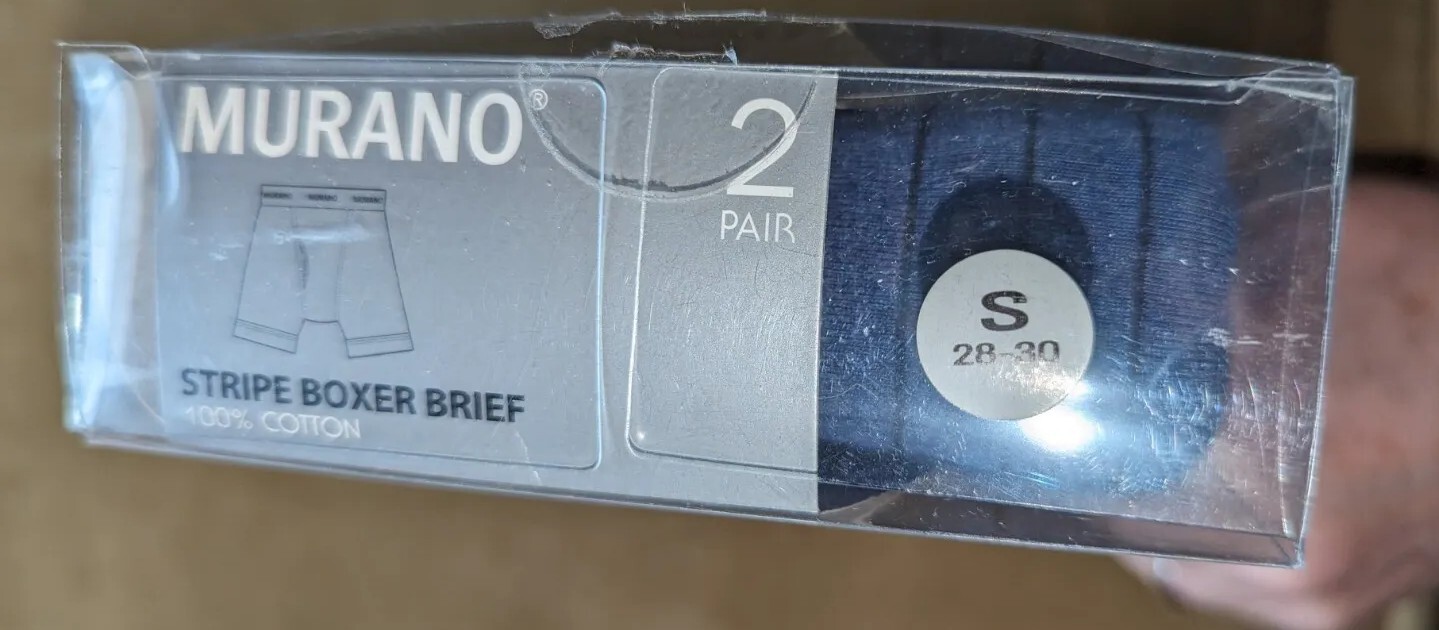 MURANO®
2
PAIR
STRIPE BOXER BRIEF
100% COTTON
S
28-30